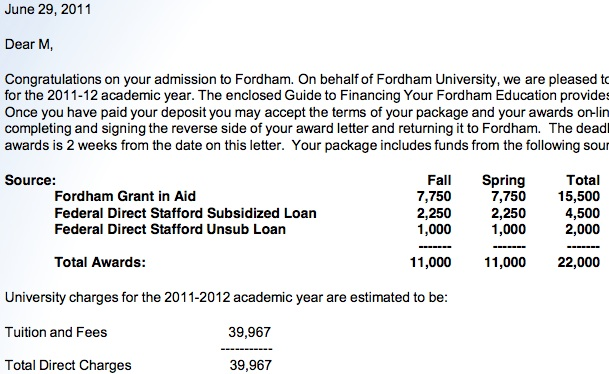 June 29, 2011
Dear M,
Congratulations on your admission to Fordham. On behalf of Fordham University, we are pleased to
for the 2011-12 academic year. The enclosed Guide to Financing Your Fordham Education provides
Once you have paid your deposit you may accept the terms of your package and your awards on-lin
completing and signing the reverse side of your award letter and returning it to Fordham. The deadl
awards is 2 weeks from the date on this letter. Your package includes funds from the following sour
Source: Fall Spring Total
Fordham Grant in Aid 7,750 7,750 15,500
Federal Direct Stafford Subsidized Loan 2,250 2,250 4,500
Federal Direct Stafford Unsub Loan 1,000 1,000 2,000
------- ------- -------
Total Awards: 11,000 11,000 22,000
University charges for the 2011-2012 academic year are estimated to be:
Tuition and Fees 39,967
-----------
Total Direct Charges 39,967